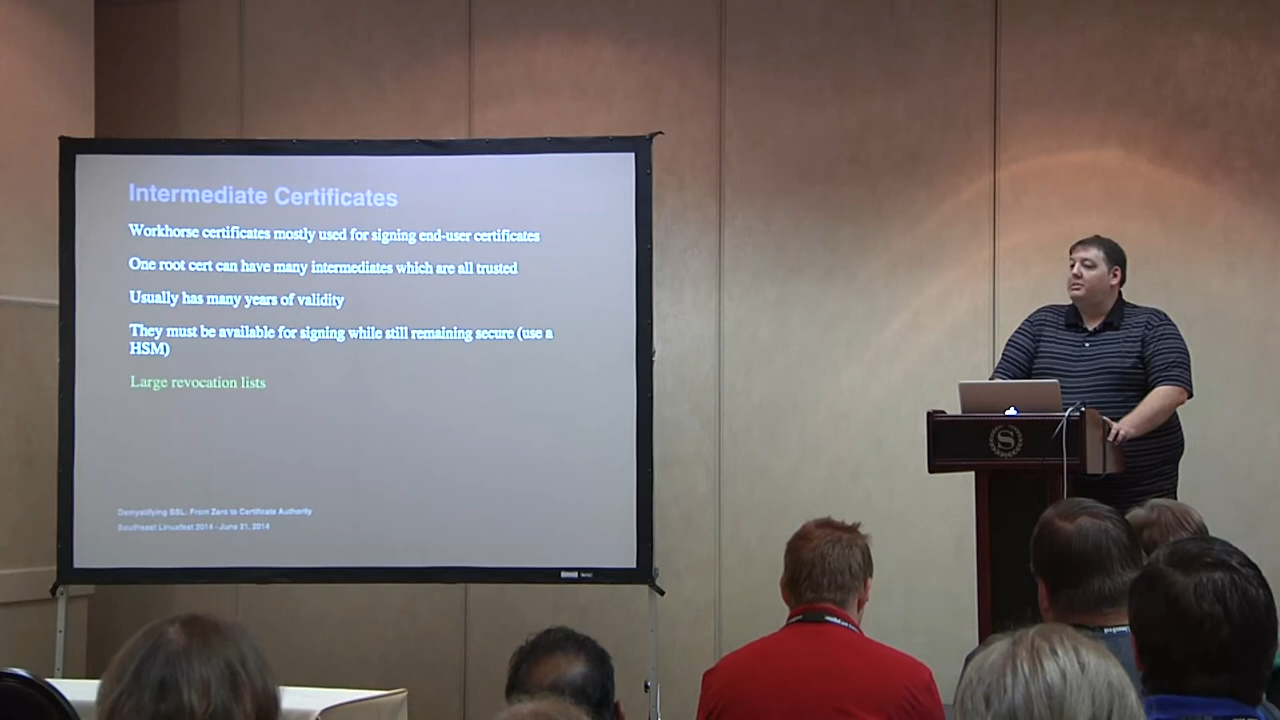 Intermediate Certificates
Workhorse certificates mostly used for signing end-user certificates
One root cert can have many intermediates which are all trusted
Usually has many years of validity
They must be available for signing while still remaining secure (use a
HSM)
Large revocation lists
Demystifying SSL: From Zero to Certificate Authority
Southeast Linuxfest 2014 - June 21, 2014
S